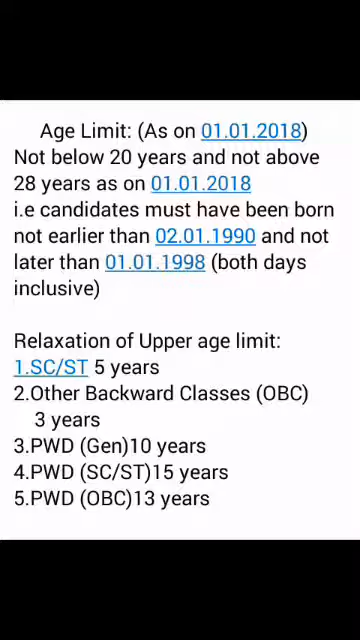 Age Limit: (As on 01.01.2018)
Not below 20 years and not above
28 years as on 01.01.2018
i.e candidates must have been born
not earlier than 02.01.1990 and not
later than 01.01.1998 (both days
inclusive)
Relaxation of Upper age limit:
1.SC/ST 5 years
2.Other Backward Classes (OBC)
3 years
3.PWD (Gen)10 years
4.PWD (SC/ST)15 years
5.PWD (OBC)13 years